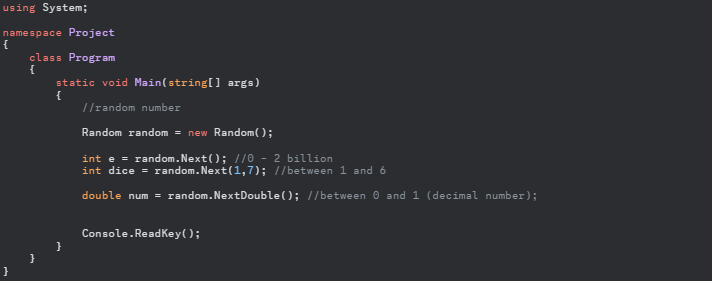 using System;
namespace Project
{
class Program
{
static void Main(string[] args)
{
//random number
Random random = new Random();
int e = random.Next(); //0 - 2 billion
int dice = random.Next(1,7); //between 1 and 6
double num = random.NextDouble(); //between 0 and 1 (decimal number);
Console.ReadKey();
}
}
}